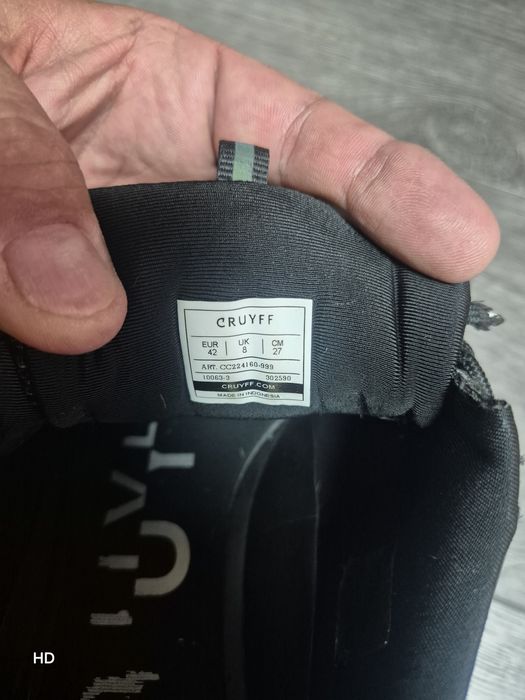 CRUYFF
EUR 42 | UK 8 | CM 27
ART. CC224160-999
10063-3 302590
CRUYFF.COM
MADE IN INDONESIA
HD